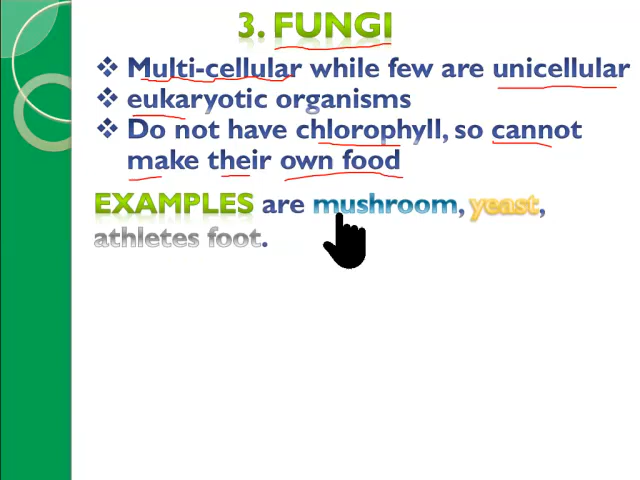 3. FUNGI
❖ Multi-cellular while few are unicellular
❖ eukaryotic organisms
❖ Do not have chlorophyll, so cannot
make their own food
EXAMPLES are mushroom, yeast,
athletes foot.